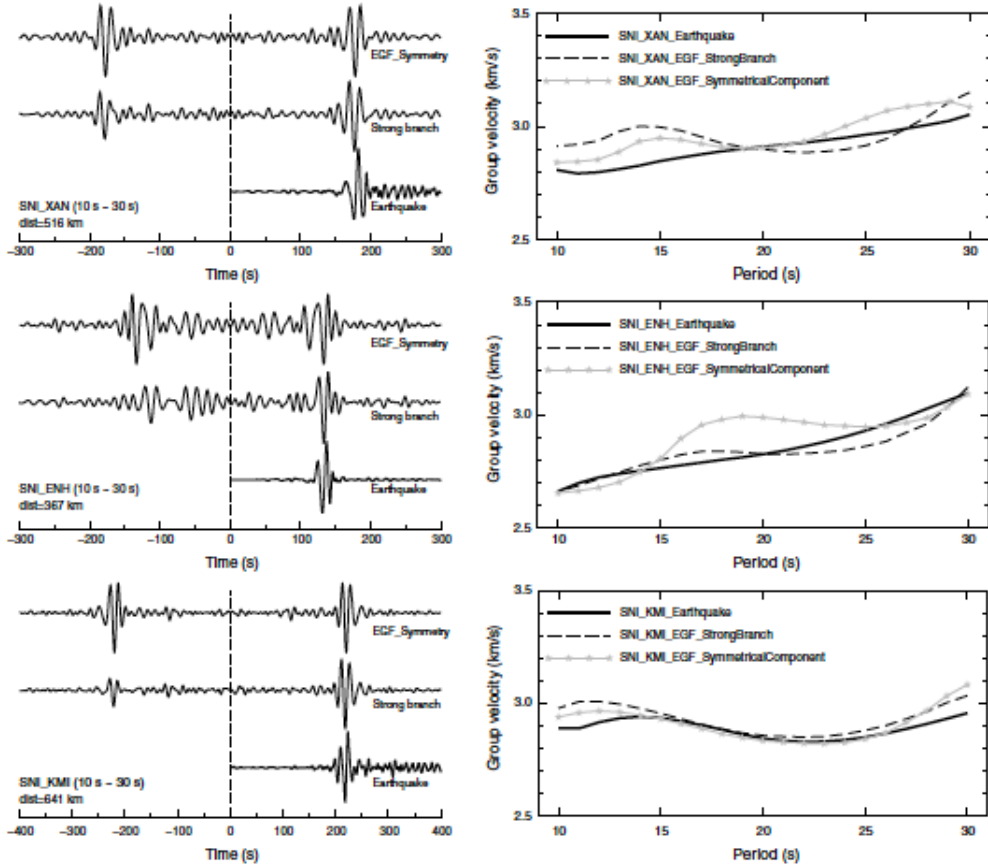 EGF_Symmetry
Strong branch
Earthquake
SNI_XAN (10 s − 30 s)
dist=516 km
−300 −200 −100 0 100 200 300
Time (s)
3.5
3.0
2.5
Group velocity (km/s)
SNI_XAN_Earthquake
SNI_XAN_EGF_StrongBranch
SNI_XAN_EGF_SymmetricalComponent
10 15 20 25 30
Period (s)
EGF_Symmetry
Strong branch
Earthquake
SNI_ENH (10 s − 30 s)
dist=367 km
−300 −200 −100 0 100 200 300
Time (s)
3.5
3.0
2.5
Group velocity (km/s)
SNI_ENH_Earthquake
SNI_ENH_EGF_StrongBranch
SNI_ENH_EGF_SymmetricalComponent
10 15 20 25 30
Period (s)
EGF_Symmetry
Strong branch
Earthquake
SNI_KMI (10 s − 30 s)
dist=641 km
−400 −300 −200 −100 0 100 200 300 400
Time (s)
3.5
3.0
2.5
Group velocity (km/s)
SNI_KMI_Earthquake
SNI_KMI_EGF_StrongBranch
SNI_KMI_EGF_SymmetricalComponent
10 15 20 25 30
Period (s)